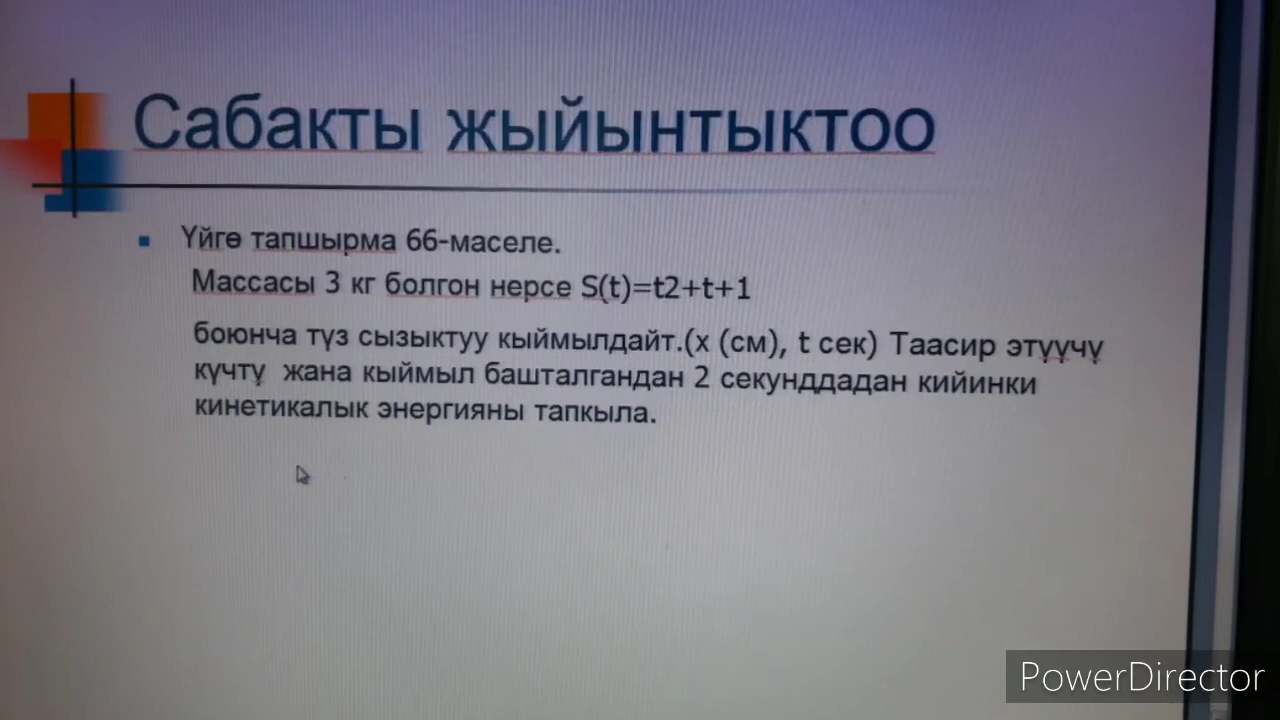 Сабакты жыйынтыктоо
Үйгө тапшырма 66-маселе.
Массасы 3 кг болгон нерсе S(t)=t2+t+1
боюнча түз сызыктуу кыймылдайт.(x (см), t сек) Таасир этүүчү
күчтү жана кыймыл башталгандан 2 секунддадан кийинки
кинетикалык энергияны тапкыла.
PowerDirector